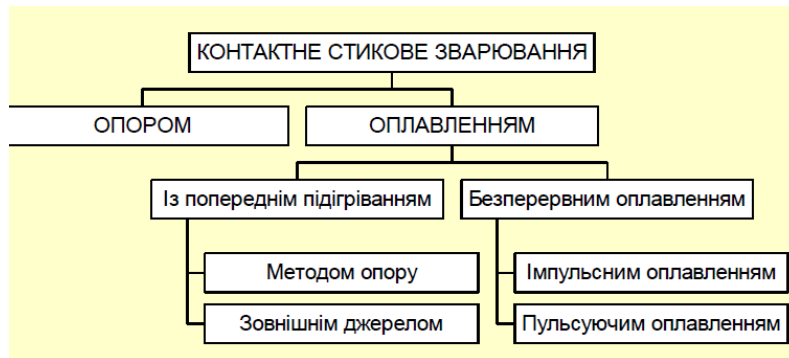 КОНТАКТНЕ СТИКОВЕ ЗВАРЮВАННЯ
ОПОРОМ
ОПЛАВЛЕННЯМ
Із попереднім підігріванням
Безперервним оплавленням
Методом опору
Імпульсним оплавленням
Зовнішнім джерелом
Пульсуючим оплавленням